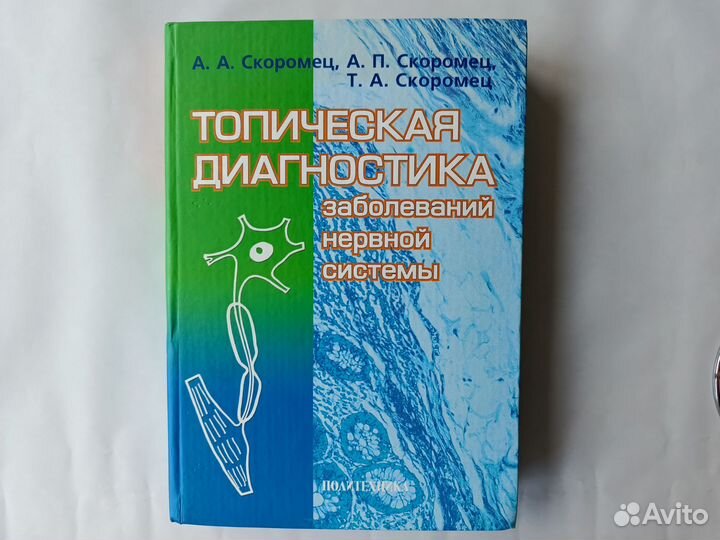 А. А. Скоромец, А. П. Скоромец,
Т. А. Скоромец
ТОПИЧЕСКАЯ
ДИАГНОСТИКА
заболеваний
нервной
системы
ПОЛИТЕХНИКА
Avito